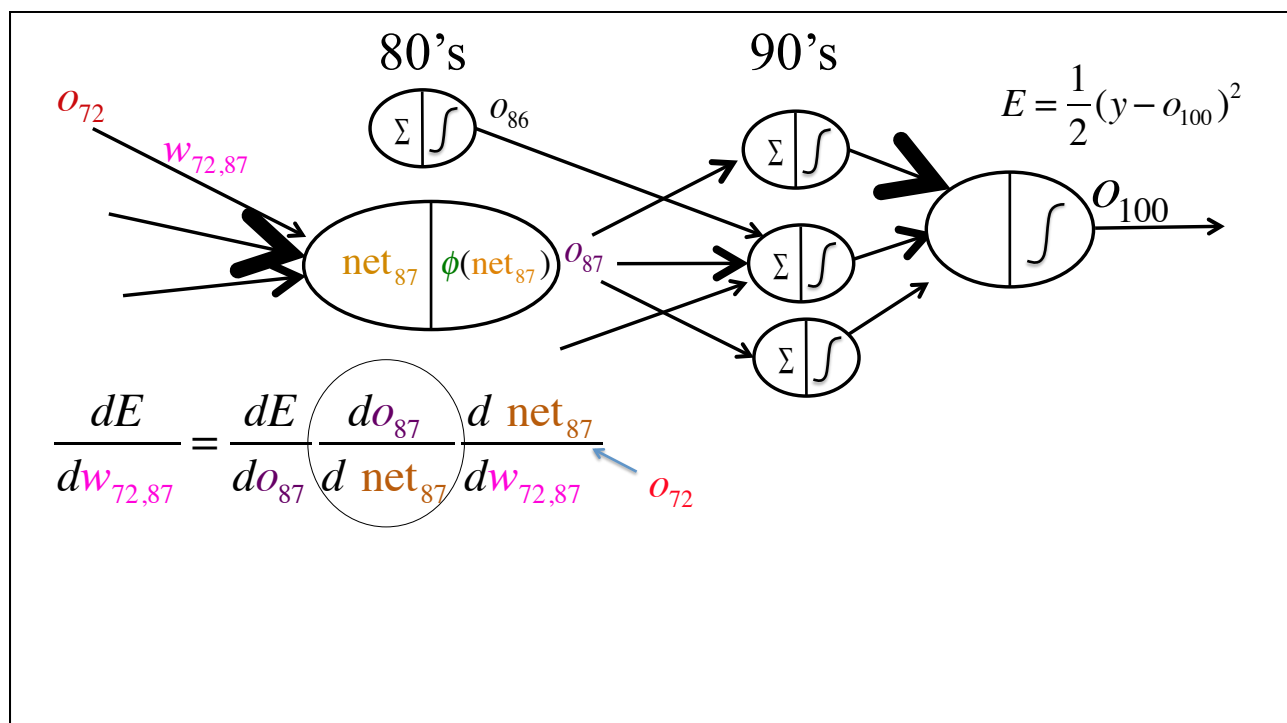 80's 90's
o₇₂ o₈₆ E = 1/2 (y − o₁₀₀)²
Σ ∫ Σ ∫
w₇₂,₈₇
o₁₀₀
net₈₇ ϕ(net₈₇) o₈₇ Σ ∫ ∫
Σ ∫
dE/dw₇₂,₈₇ = dE/do₈₇ do₈₇/d net₈₇ d net₈₇/dw₇₂,₈₇
o₇₂